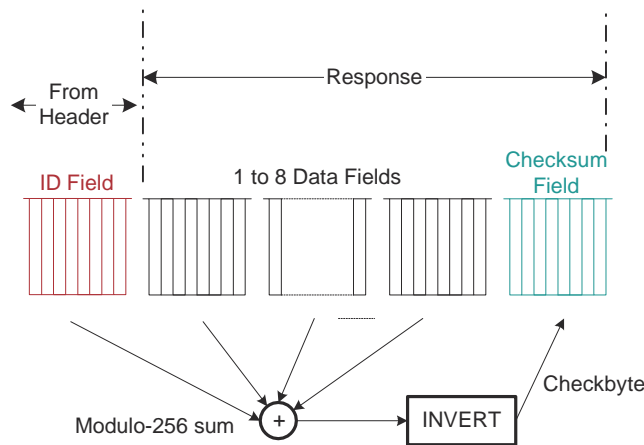 From
Header
Response
ID Field
1 to 8 Data Fields
Checksum
Field
Modulo-256 sum
+
INVERT
Checkbyte